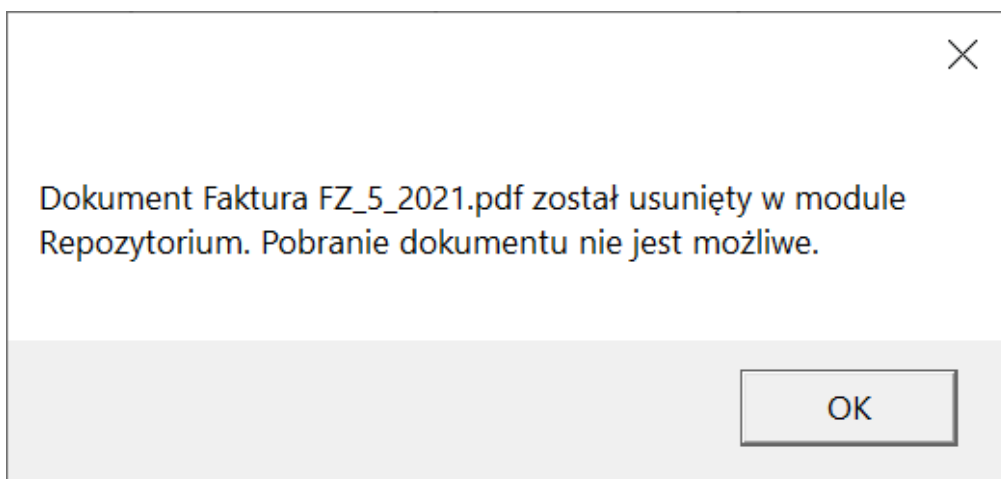 Dokument Faktura FZ_5_2021.pdf został usunięty w module
Repozytorium. Pobranie dokumentu nie jest możliwe.
OK